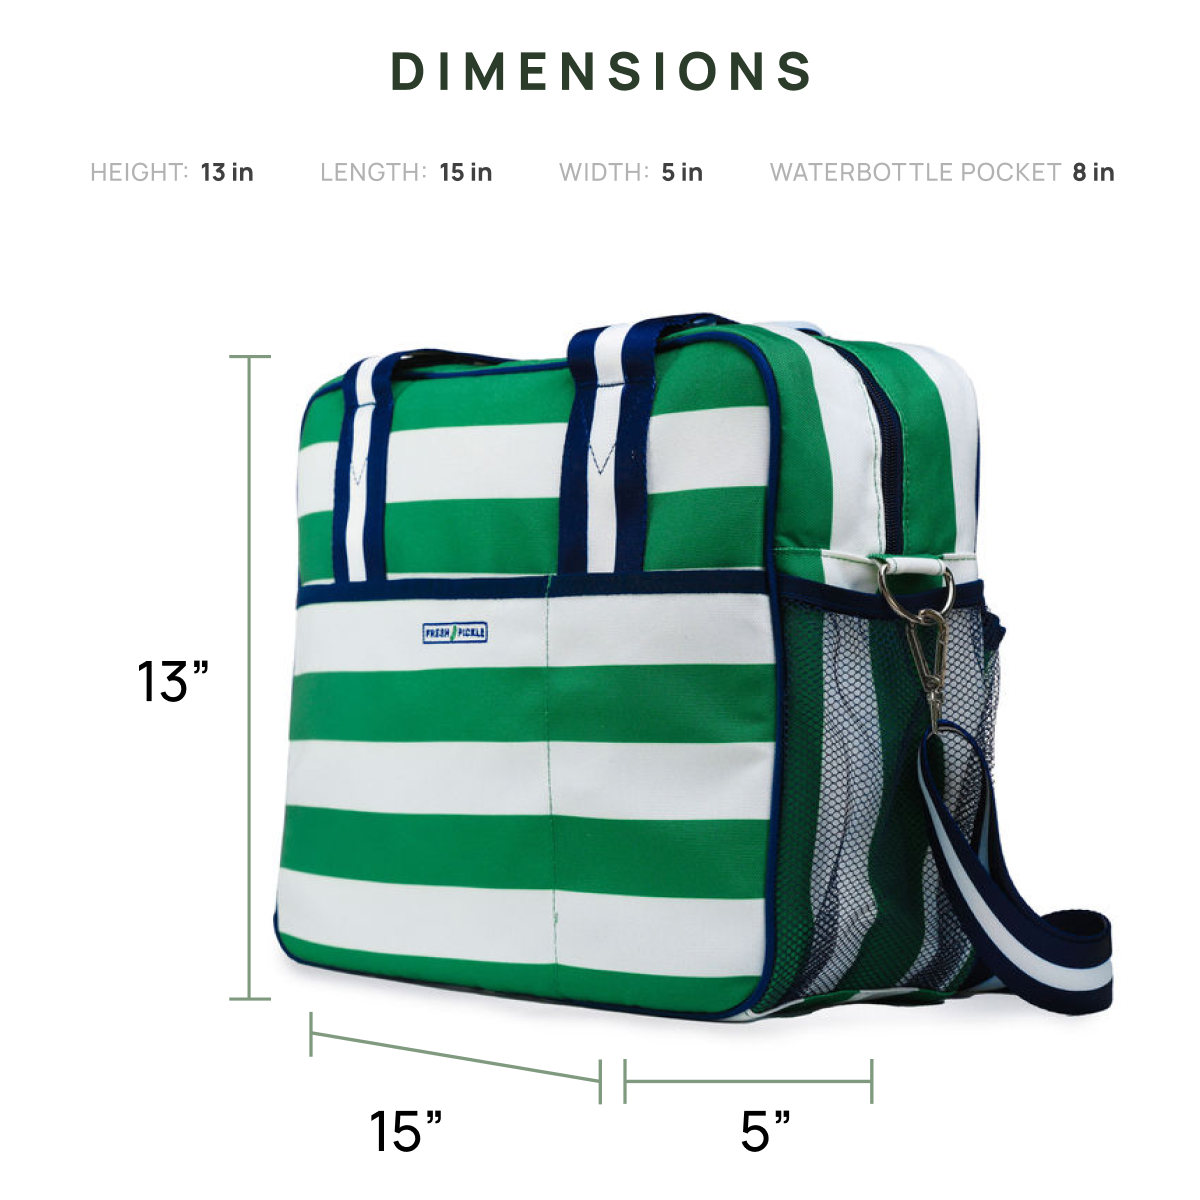 DIMENSIONS
HEIGHT: 13 in LENGTH: 15 in WIDTH: 5 in WATERBOTTLE POCKET 8 in
FRESH PICKLE
13”
15”
5”